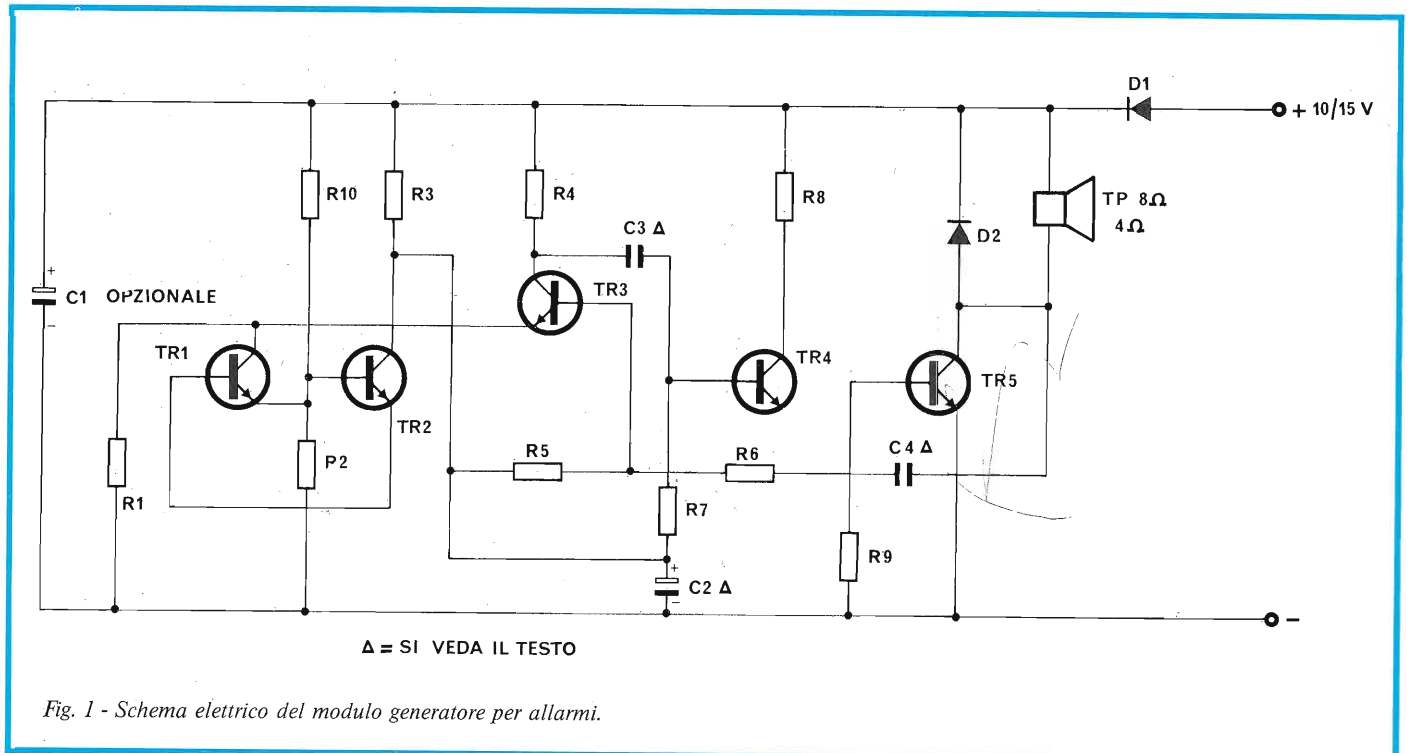 D1
+ 10/15 V
R10
R3
R4
R8
TP 8Ω
4Ω
C3 Δ
D2
+
C1 OPZIONALE
-
TR3
TR1
TR2
TR4
TR5
R5
R6
C4 Δ
P2
R1
R7
R9
+
C2 Δ
-
-
Δ = SI VEDA IL TESTO
Fig. 1 - Schema elettrico del modulo generatore per allarmi.